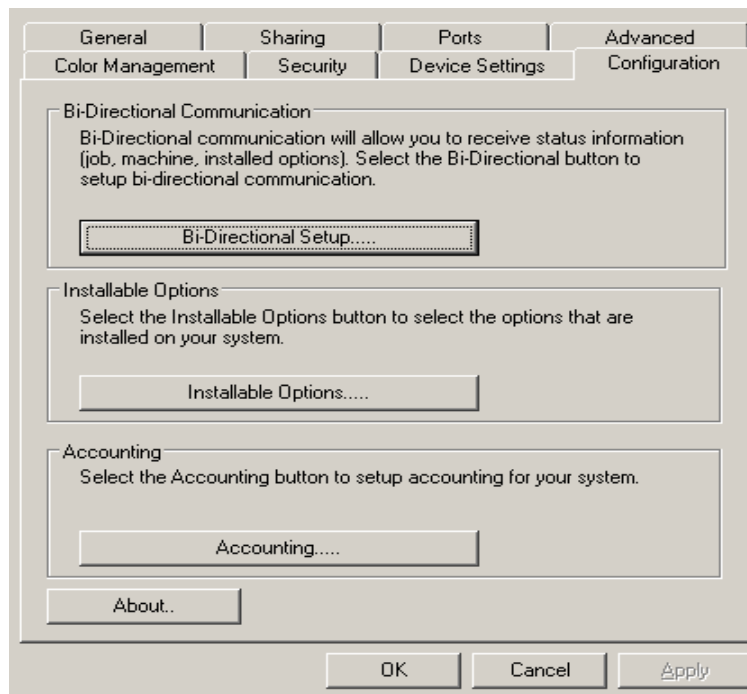 General Sharing Ports Advanced
Color Management Security Device Settings Configuration
Bi-Directional Communication
Bi-Directional communication will allow you to receive status information
(job, machine, installed options). Select the Bi-Directional button to
setup bi-directional communication.
Bi-Directional Setup.....
Installable Options
Select the Installable Options button to select the options that are
installed on your system.
Installable Options.....
Accounting
Select the Accounting button to setup accounting for your system.
Accounting.....
About..
OK Cancel Apply